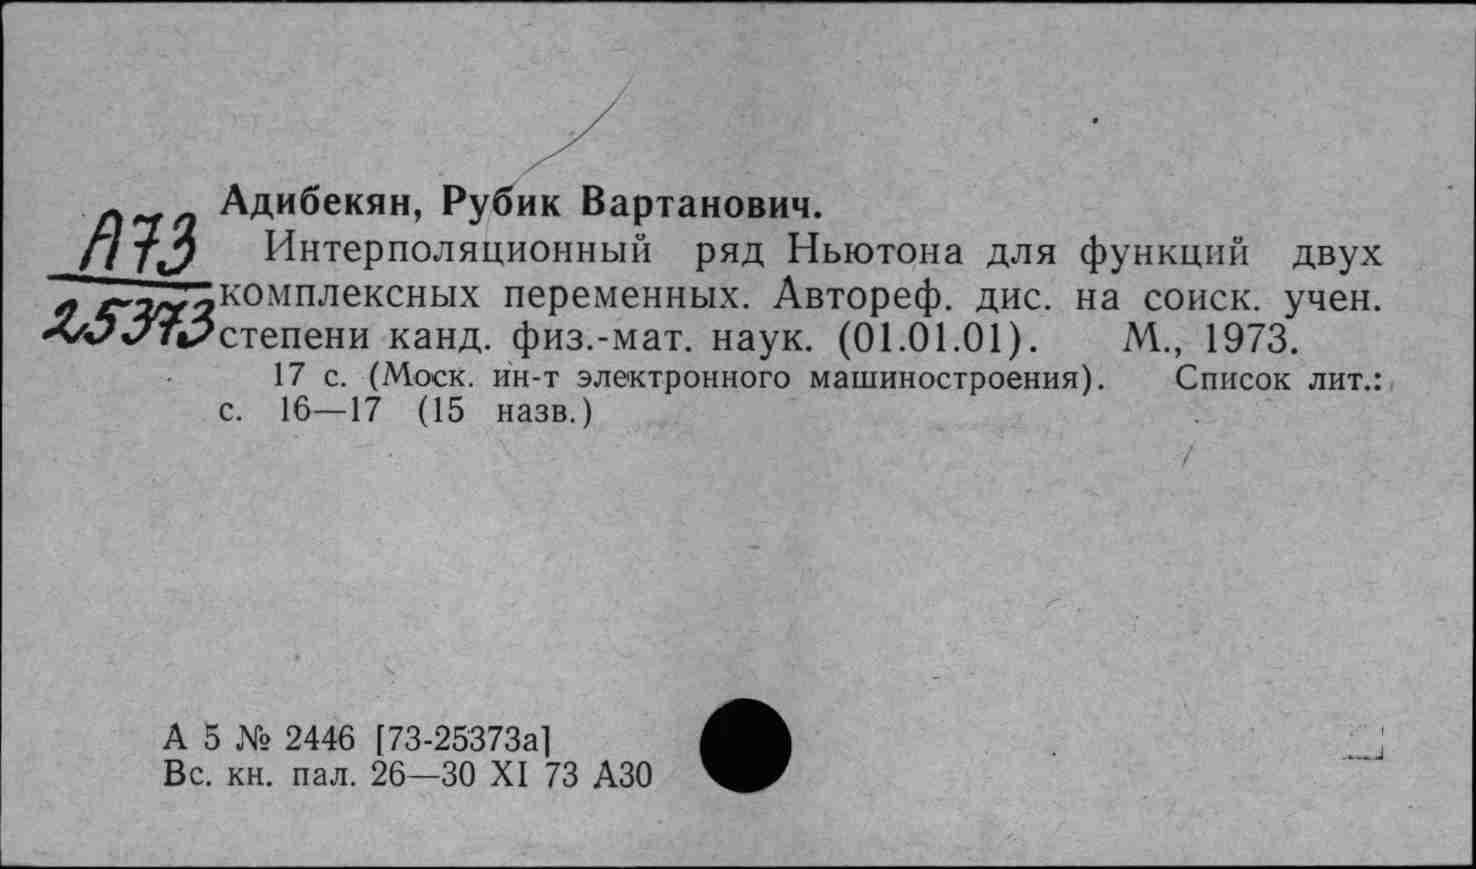 Адибекян, Рубик Вартанович.
А73
Интерполяционный ряд Ньютона для функций двух
25373
комплексных переменных. Автореф. дис. на соиск. учен.
степени канд. физ.-мат. наук. (01.01.01). М., 1973.
17 с. (Моск. ин-т электронного машиностроения). Список лит.:
с. 16—17 (15 назв.)
А 5 № 2446 [73-25373а]
Вс. кн. пал. 26—30 XI 73 А30